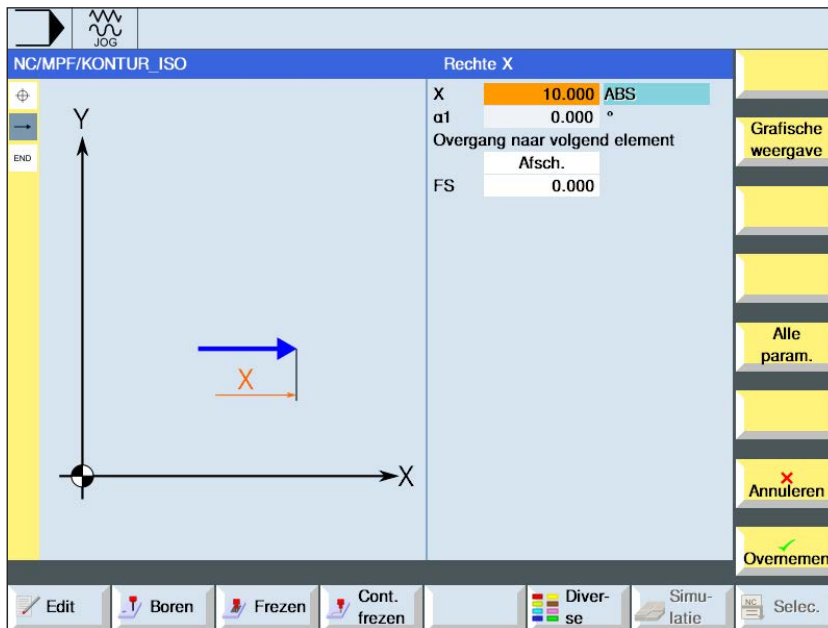 JOG
NC/MPF/KONTUR_ISO
Rechte X
X 10.000 ABS
α1 0.000 °
Overgang naar volgend element
Afsch.
FS 0.000
END
Y
X
X
Grafische
weergave
Alle
param.
Annuleren
Overnemen
Edit
Boren
Frezen
Cont.
frezen
Diver-
se
Simu-
latie
NC
Selec.